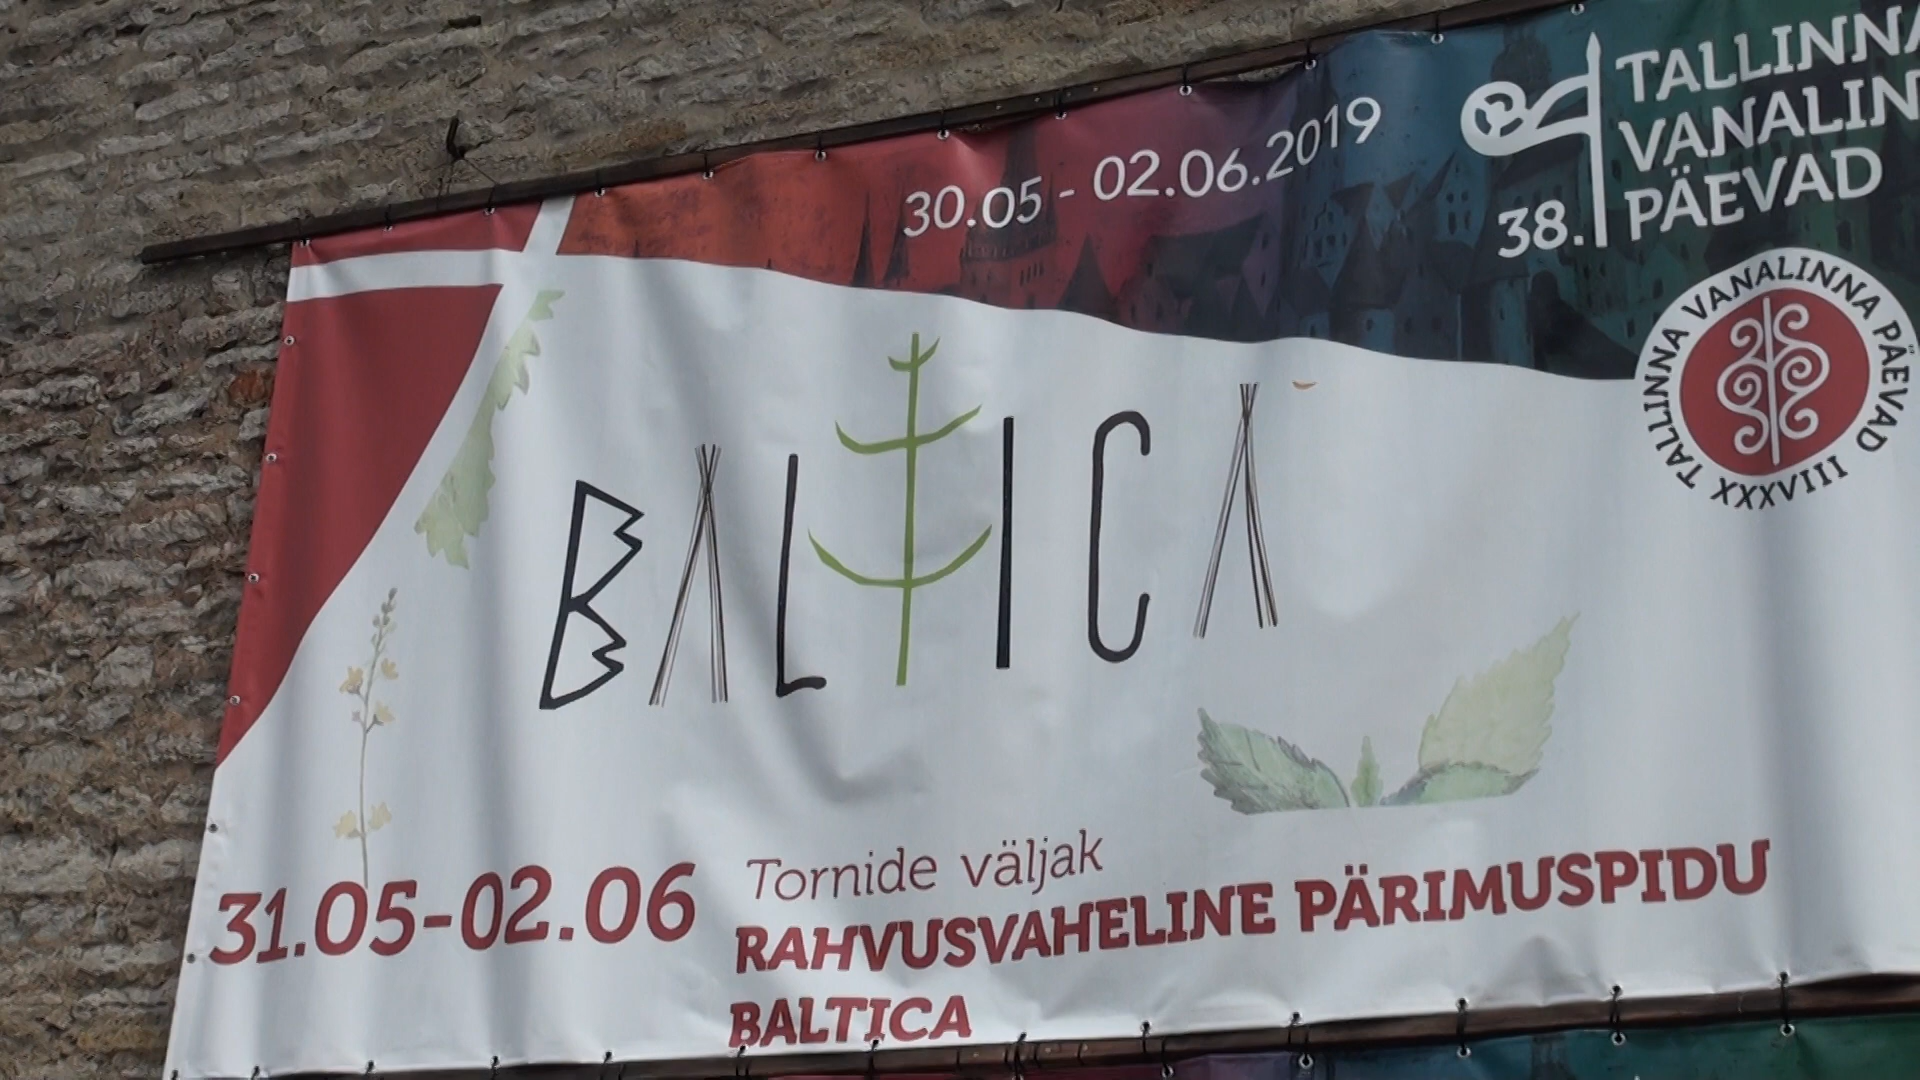 30.05 - 02.06.2019
TALLINNA
VANALIN
38. PÄEVAD
TALLINNA VANALINNA PÄEVAD XXXVIII
BALTICA
31.05-02.06
Tornide väljak
RAHVUSVAHELINE PÄRIMUSPIDU
BALTICA